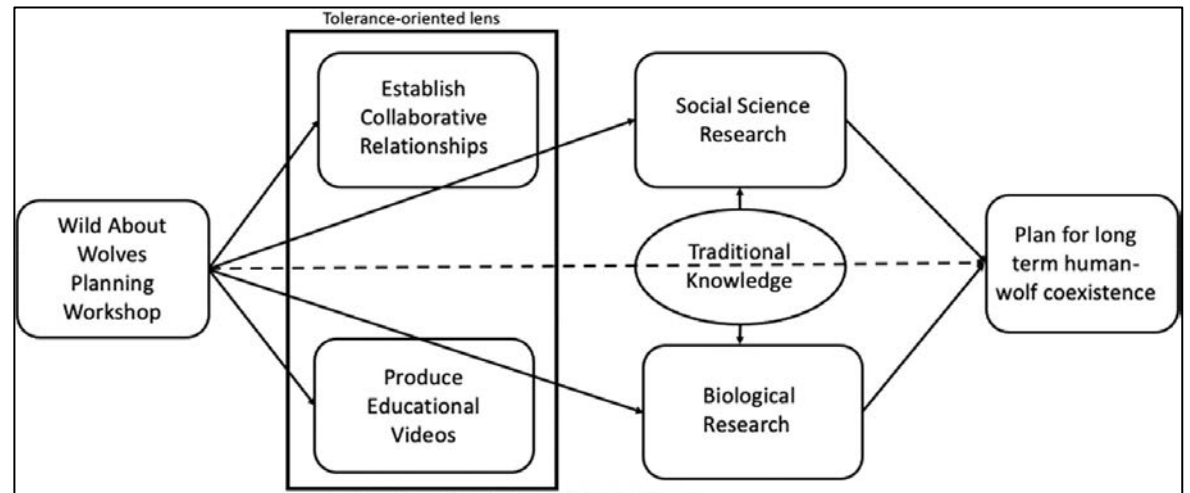 Tolerance-oriented lens
Establish
Collaborative
Relationships
Social Science
Research
Wild About
Wolves
Planning
Workshop
Traditional
Knowledge
Plan for long
term human-
wolf coexistence
Produce
Educational
Videos
Biological
Research